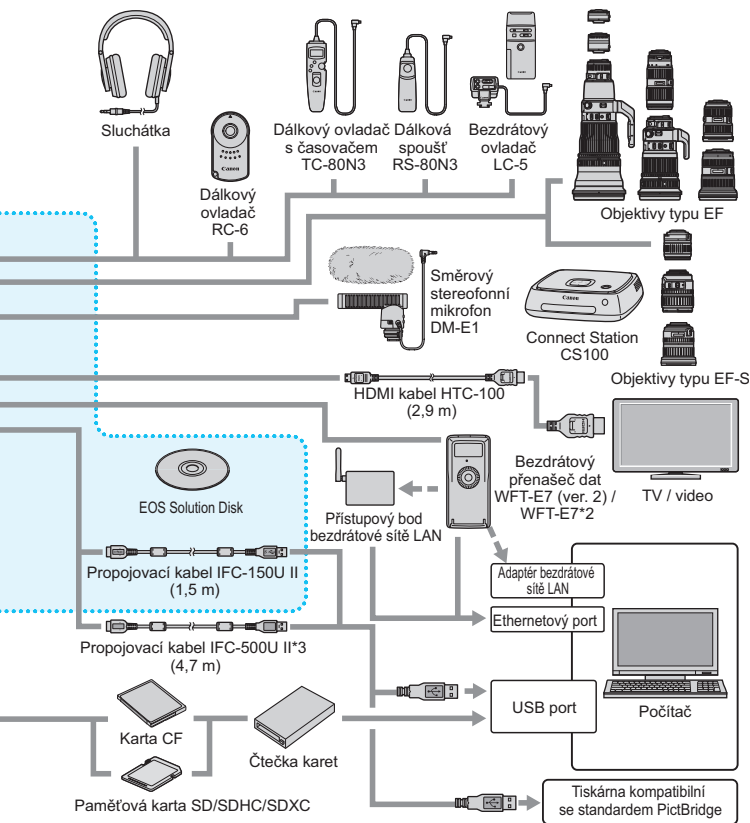 Sluchátka
Dálkový
ovladač
RC-6
Canon
Dálkový ovladač
s časovačem
TC-80N3
Dálková
spoušť
RS-80N3
Bezdrátový
ovladač
LC-5
Objektivy typu EF
Směrový
stereofonní
mikrofon
DM-E1
Canon
Connect Station
CS100
Objektivy typu EF-S
HDMI kabel HTC-100
(2,9 m)
EOS Solution Disk
Přístupový bod
bezdrátové sítě LAN
Bezdrátový
přenašeč dat
WFT-E7 (ver. 2) /
WFT-E7*2
TV / video
Propojovací kabel IFC-150U II
(1,5 m)
Adaptér bezdrátové
sítě LAN
Ethernetový port
Propojovací kabel IFC-500U II*3
(4,7 m)
USB port
Počítač
Karta CF
Čtečka karet
Paměťová karta SD/SDHC/SDXC
Tiskárna kompatibilní
se standardem PictBridge